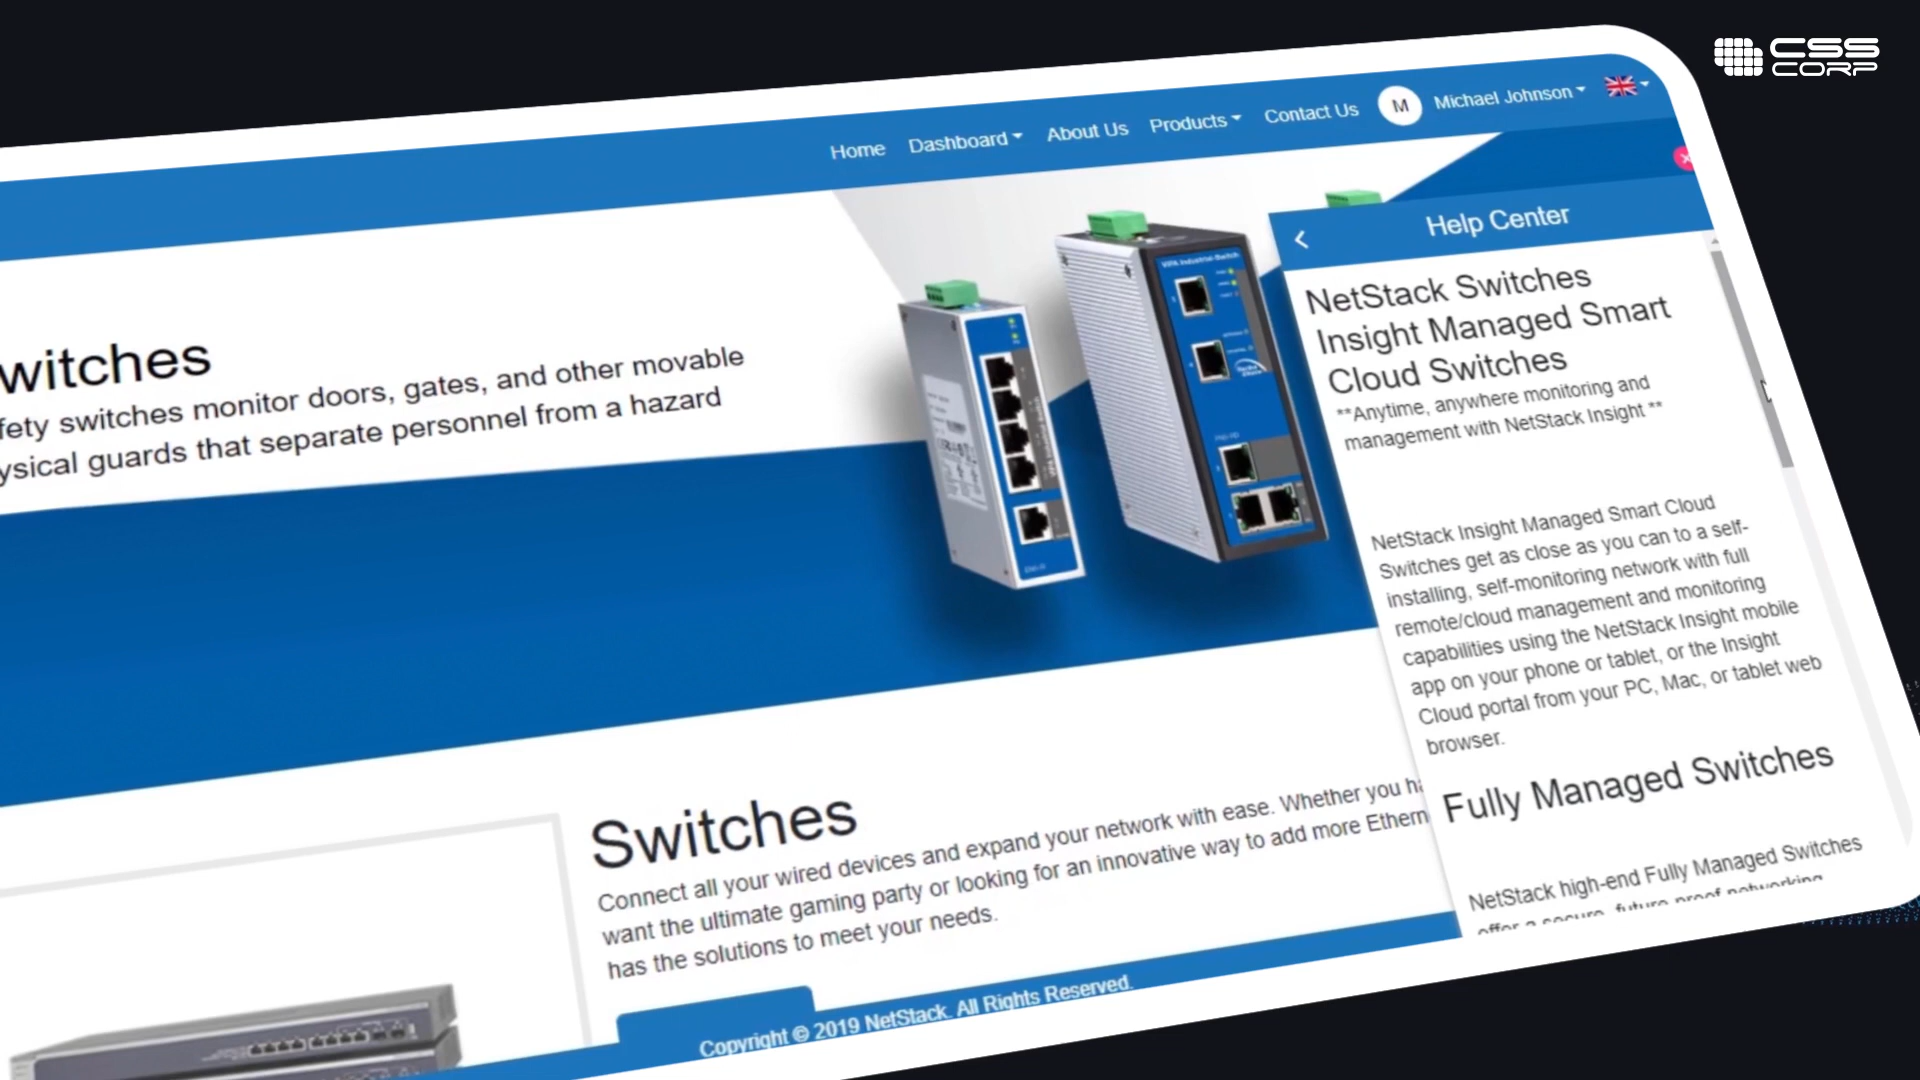 CSS
CORP
Home Dashboard About Us Products Contact Us M Michael Johnson
Help Center
witches
fety switches monitor doors, gates, and other movable
ysical guards that separate personnel from a hazard
NetStack Switches
Insight Managed Smart
Cloud Switches
**Anytime, anywhere monitoring and
management with NetStack Insight **
NetStack Insight Managed Smart Cloud
Switches get as close as you can to a self-
installing, self-monitoring network with full
remote/cloud management and monitoring
capabilities using the NetStack Insight mobile
app on your phone or tablet, or the Insight
Cloud portal from your PC, Mac, or tablet web
browser.
Fully Managed Switches
NetStack high-end Fully Managed Switches
offer a secure, future proof networking
Switches
Connect all your wired devices and expand your network with ease. Whether you ha
want the ultimate gaming party or looking for an innovative way to add more Ethern
has the solutions to meet your needs.
Copyright © 2019 NetStack. All Rights Reserved.